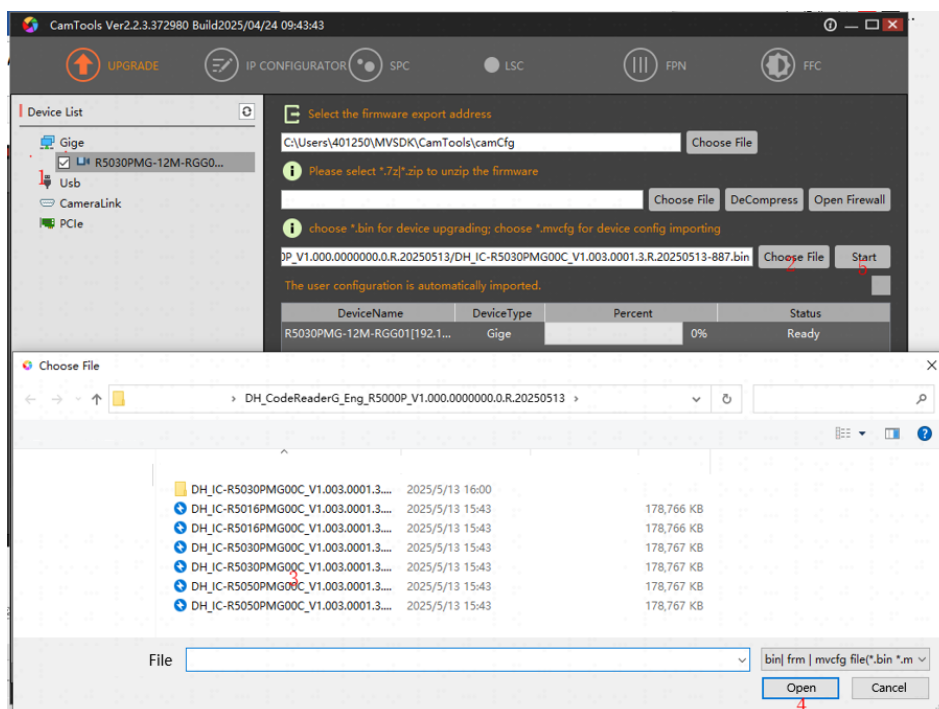 CamTools Ver2.2.3.372980 Build2025/04/24 09:43:43
UPGRADE
IP CONFIGURATOR
SPC
LSC
FPN
FFC
Device List
Gige
R5030PMG-12M-RGG0...
1
Usb
CameraLink
PCIe
Select the firmware export address
C:\Users\401250\MVSDK\CamTools\camCfg
Choose File
Please select *.7z|*.zip to unzip the firmware
Choose File
DeCompress
Open Firewall
choose *.bin for device upgrading; choose *.mvcfg for device config importing
P_V1.000.0000000.0.R.20250513/DH_IC-R5030PMG00C_V1.003.0001.3.R.20250513-887.bin
Choose File
2
Start
5
The user configuration is automatically imported.
DeviceName DeviceType Percent Status
R5030PMG-12M-RGG01[192.1... Gige 0% Ready
Choose File
DH_CodeReaderG_Eng_R5000P_V1.000.0000000.0.R.20250513
DH_IC-R5030PMG00C_V1.003.0001.3.... 2025/5/13 16:00
DH_IC-R5016PMG00C_V1.003.0001.3.... 2025/5/13 15:43 178,766 KB
DH_IC-R5016PMG00C_V1.003.0001.3.... 2025/5/13 15:43 178,766 KB
DH_IC-R5030PMG00C_V1.003.0001.3.... 2025/5/13 15:43 178,767 KB
DH_IC-R5030PMG00C_V1.003.0001.3.... 2025/5/13 15:43 178,767 KB
3
DH_IC-R5050PMG00C_V1.003.0001.3.... 2025/5/13 15:43 178,767 KB
DH_IC-R5050PMG00C_V1.003.0001.3.... 2025/5/13 15:43 178,767 KB
File
bin| frm | mvcfg file(*.bin *.m
Open
Cancel
4